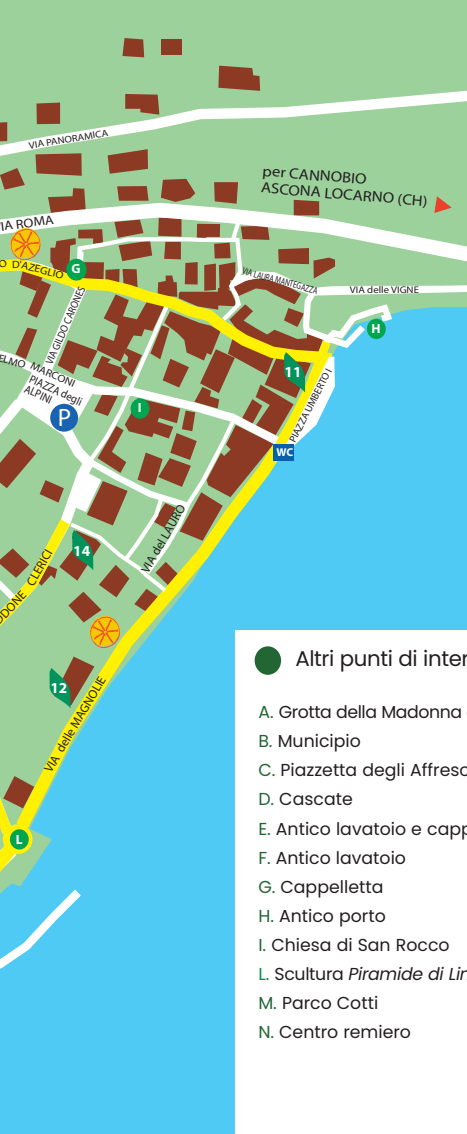 VIA PANORAMICA
per CANNOBIO
ASCONA LOCARNO (CH)
IA ROMA
O D'AZEGLIO
G
VIA LAURA MANTEGAZZA
VIA delle VIGNE
VIA GILDO CARONES
H
ELMO MARCONI
PIAZZA degli
ALPINI
11
PIAZZA UMBERTO I
I
P
WC
VIA del LAURO
14
DONE CLERICI
12
VIA delle MAGNOLIE
L
Altri punti di inter
A. Grotta della Madonna
B. Municipio
C. Piazzetta degli Affresc
D. Cascate
E. Antico lavatoio e capp
F. Antico lavatoio
G. Cappelletta
H. Antico porto
I. Chiesa di San Rocco
L. Scultura Piramide di Lin
M. Parco Cotti
N. Centro remiero